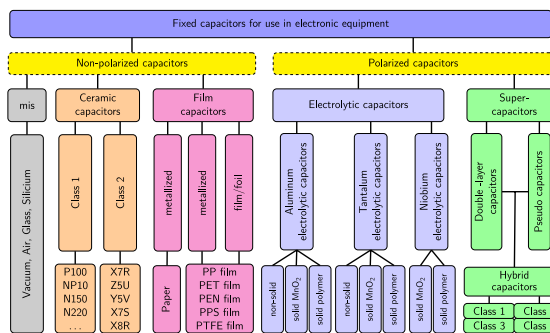 Fixed capacitors for use in electronic equipment
Non-polarized capacitors
Polarized capacitors
mis
Ceramic
capacitors
Film
capacitors
Electrolytic capacitors
Super-
capacitors
Vacuum, Air, Glass, Silicium
Class 1
Class 2
metallized
metallized
film/foil
Aluminum
electrolytic capacitors
Tantalum
electrolytic capacitors
Niobium
electrolytic capacitors
Double -layer
capacitors
Pseudo capacitors
P100
NP10
N150
N220
...
X7R
Z5U
Y5V
X7S
X8R
Paper
PP film
PET film
PEN film
PPS film
PTFE film
non-solid
solid MnO₂
solid polymer
solid MnO₂
non-solid
solid polymer
solid MnO₂
solid polymer
Hybrid
capacitors
Class 1
Class
Class 3
Class